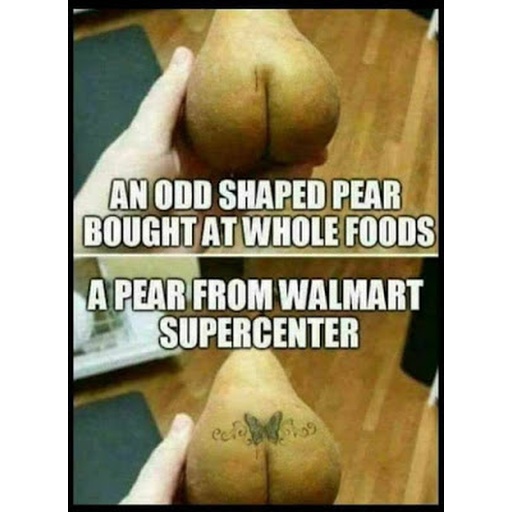 AN ODD SHAPED PEAR
BOUGHT AT WHOLE FOODS
A PEAR FROM WALMART
SUPERCENTER